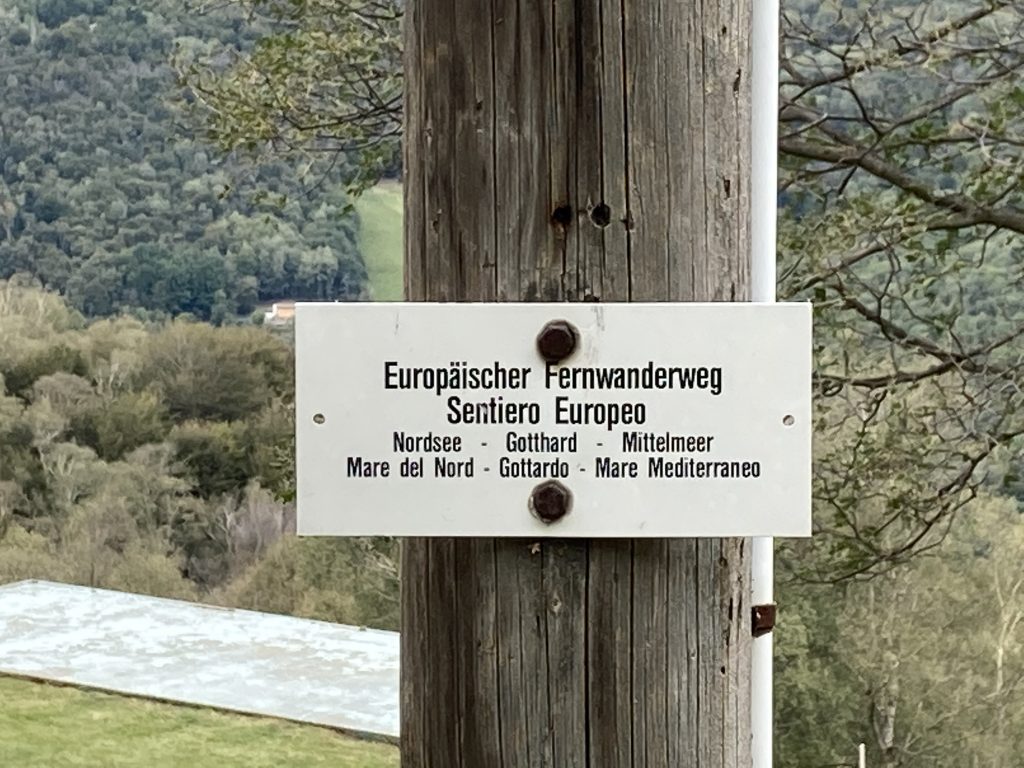 Europäischer Fernwanderweg
Sentiero Europeo
Nordsee - Gotthard - Mittelmeer
Mare del Nord - Gottardo - Mare Mediterraneo